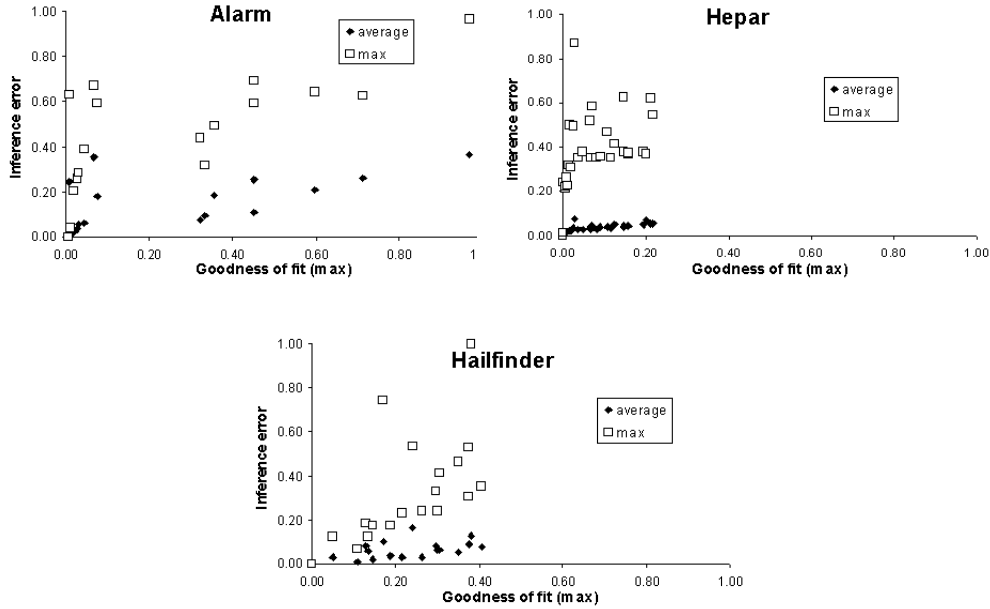 Alarm
1.00
0.80
0.60
0.40
0.20
0.00
Inference error
average
max
0.00 0.20 0.40 0.60 0.80 1
Goodness of fit (max)
Hepar
1.00
0.80
0.60
0.40
0.20
0.00
Inference error
average
max
0.00 0.20 0.40 0.60 0.80 1.00
Goodness of fit (max)
Hailfinder
1.00
0.80
0.60
0.40
0.20
0.00
Inference error
average
max
0.00 0.20 0.40 0.60 0.80 1.00
Goodness of fit (max)